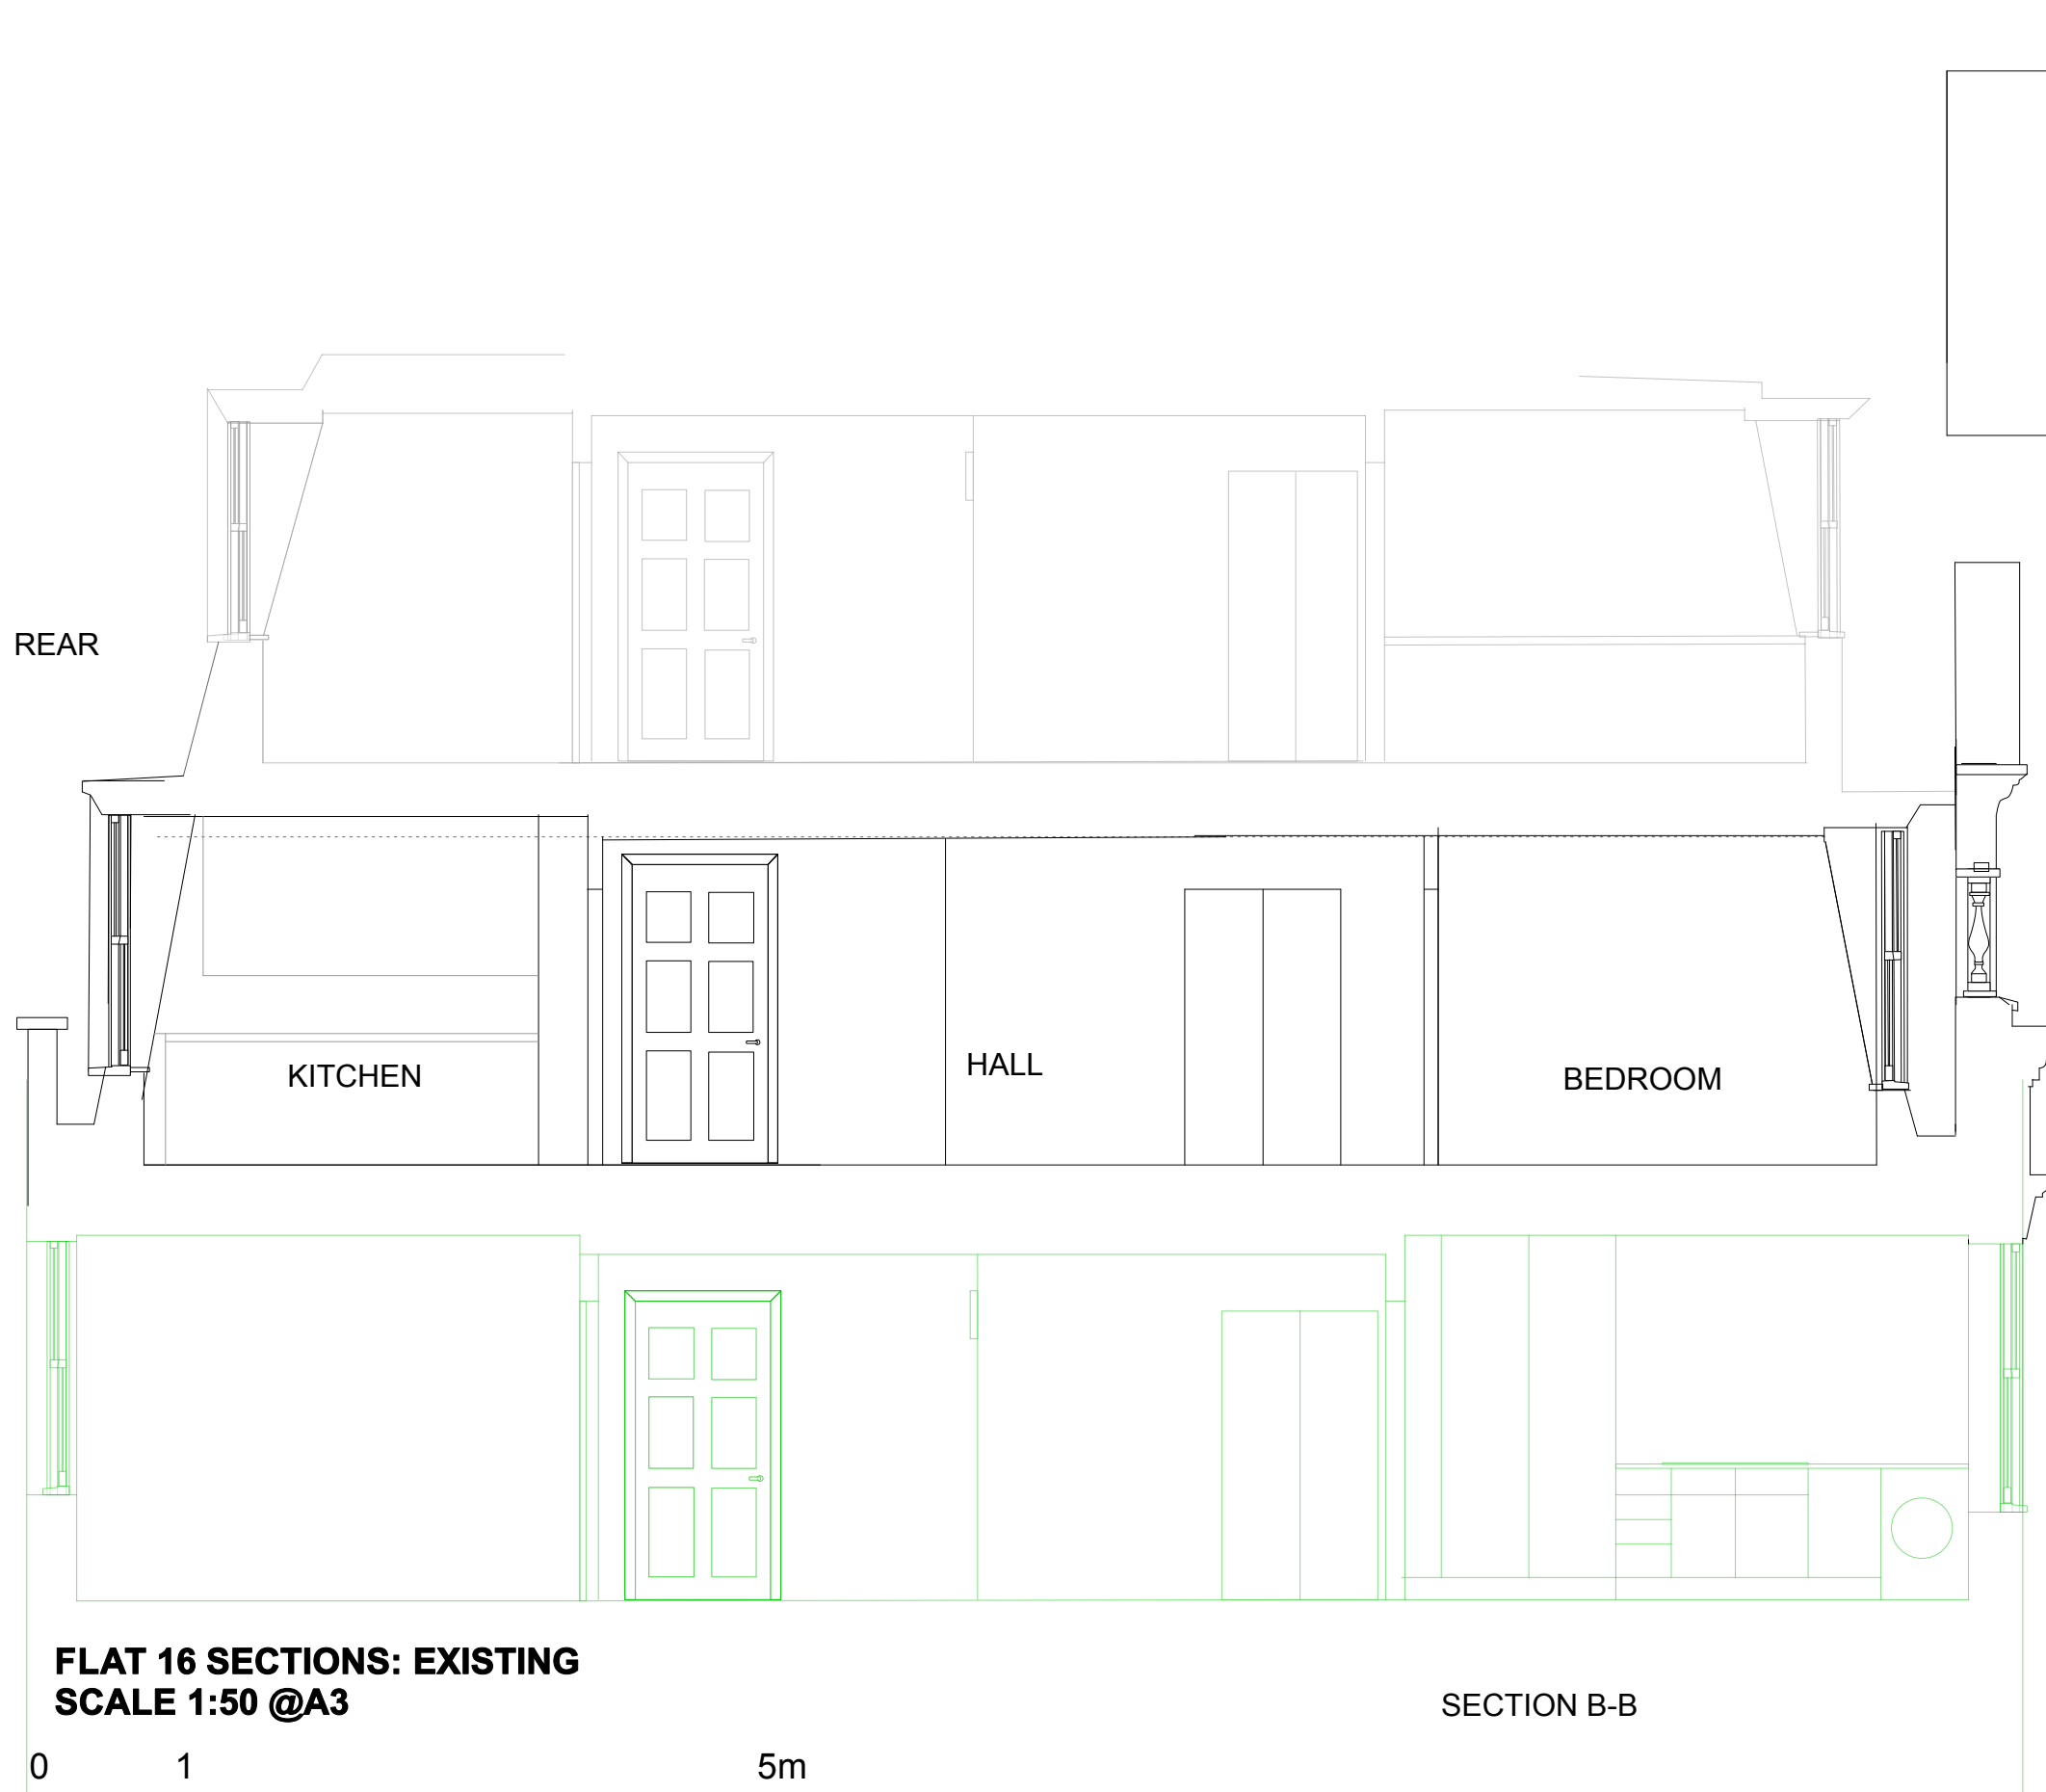 REAR
KITCHEN
HALL
BEDROOM
FLAT 16 SECTIONS: EXISTING
SCALE 1:50 @A3
SECTION B-B
0 1 5m